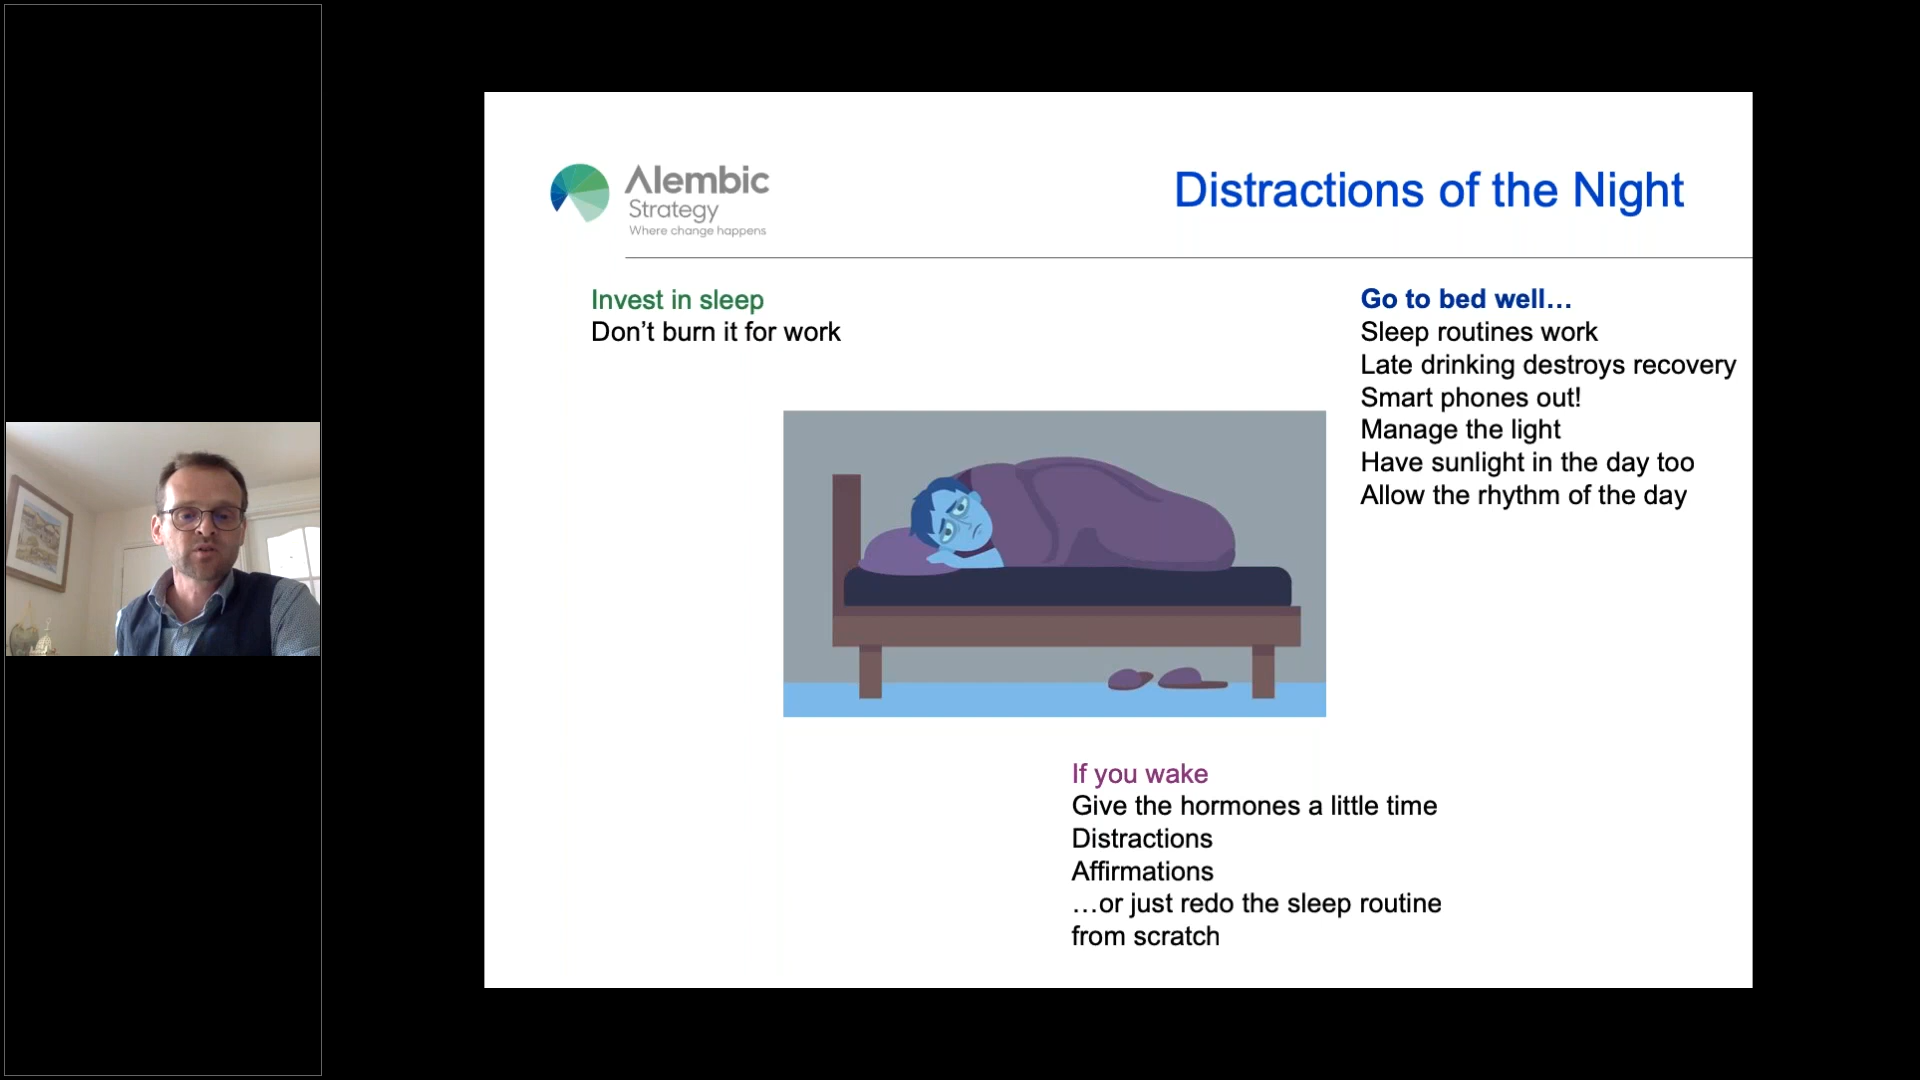 Alembic
Strategy
Where change happens
Distractions of the Night
Invest in sleep
Don’t burn it for work
Go to bed well…
Sleep routines work
Late drinking destroys recovery
Smart phones out!
Manage the light
Have sunlight in the day too
Allow the rhythm of the day
If you wake
Give the hormones a little time
Distractions
Affirmations
…or just redo the sleep routine
from scratch